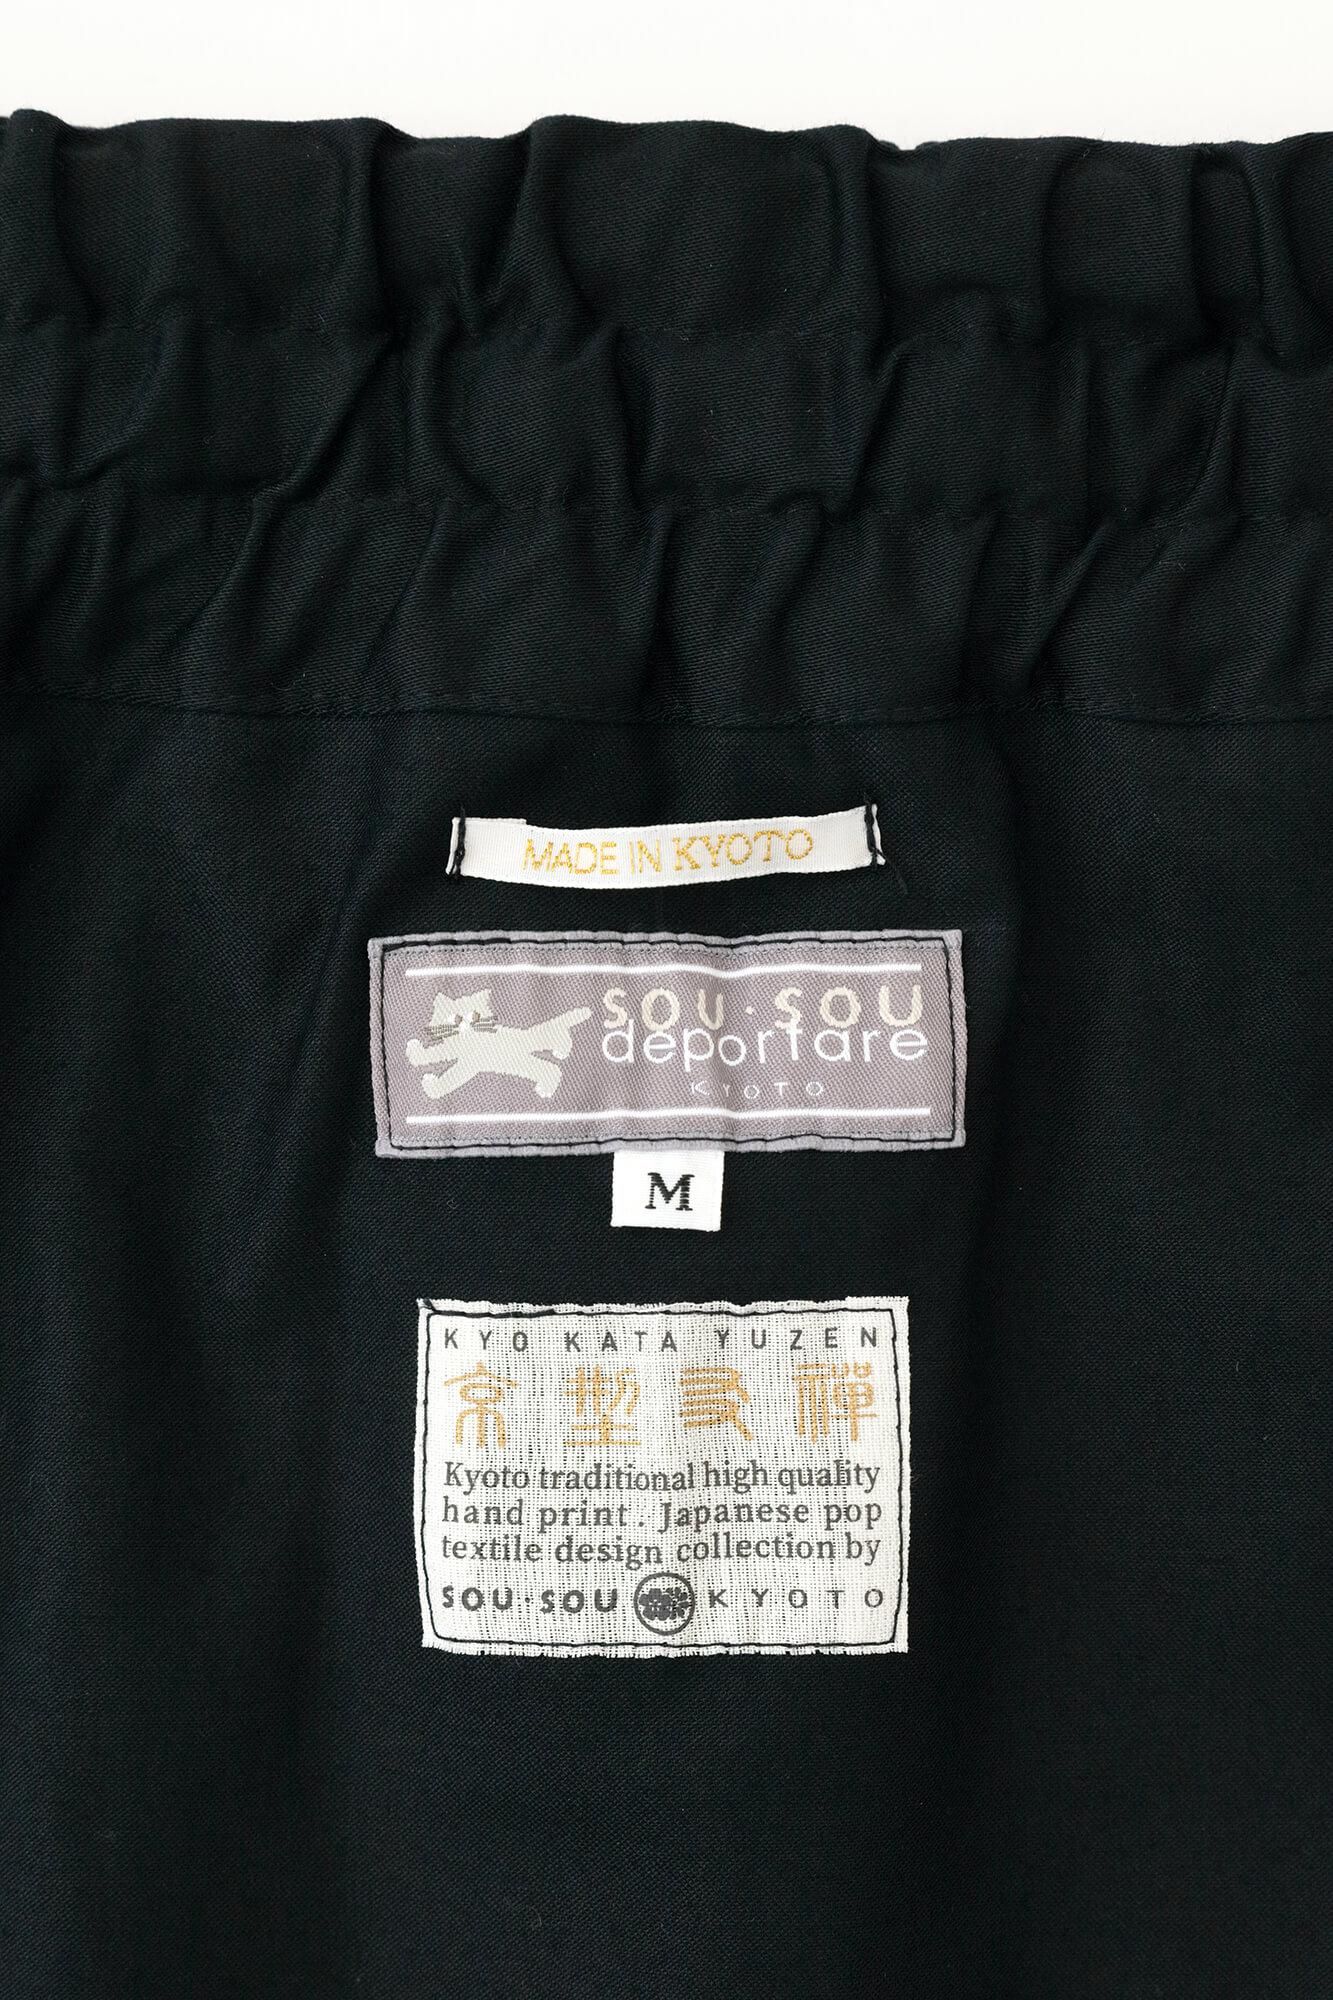 MADE IN KYOTO
SOU・SOU
deportare
KYOTO
M
KYO KATA YUZEN
京型友禅
Kyoto traditional high quality
hand print. Japanese pop
textile design collection by
SOU・SOU KYOTO